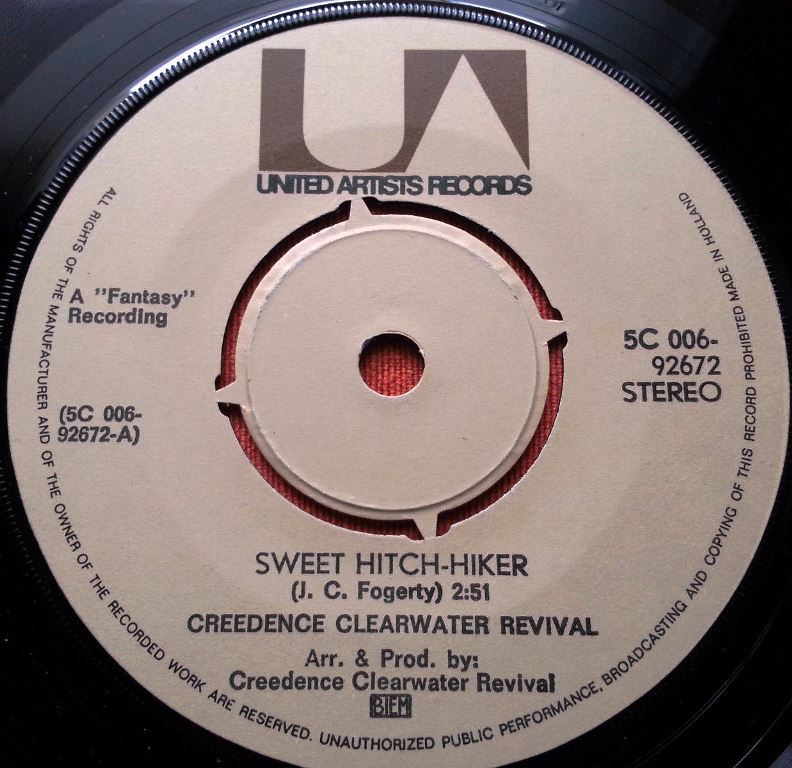 UA
UNITED ARTISTS RECORDS
A "Fantasy"
Recording
(5C 006-
92672-A)
5C 006-
92672
STEREO
SWEET HITCH-HIKER
(J. C. Fogerty) 2:51
CREEDENCE CLEARWATER REVIVAL
Arr. & Prod. by:
Creedence Clearwater Revival
BIEM
ALL RIGHTS OF THE MANUFACTURER AND OF THE OWNER OF THE RECORDED WORK ARE RESERVED. UNAUTHORIZED PUBLIC PERFORMANCE, BROADCASTING AND COPYING OF THIS RECORD PROHIBITED MADE IN HOLLAND